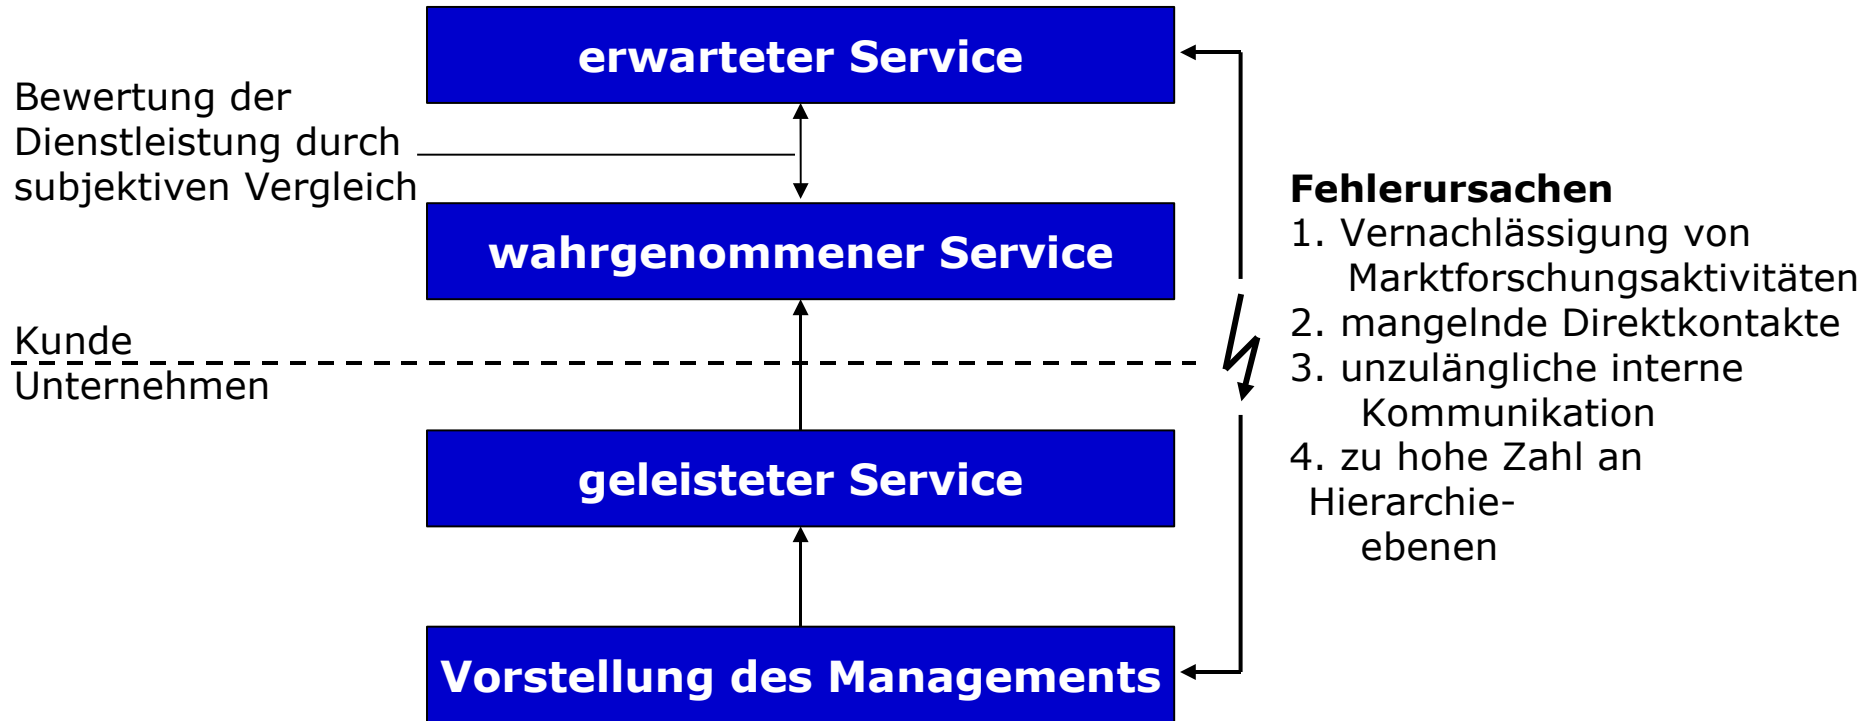 erwarteter Service
Bewertung der
Dienstleistung durch
subjektiven Vergleich
wahrgenommener Service
Kunde
Unternehmen
geleisteter Service
Vorstellung des Managements
Fehlerursachen
1. Vernachlässigung von
Marktforschungsaktivitäten
2. mangelnde Direktkontakte
3. unzulängliche interne
Kommunikation
4. zu hohe Zahl an
Hierarchie-
ebenen